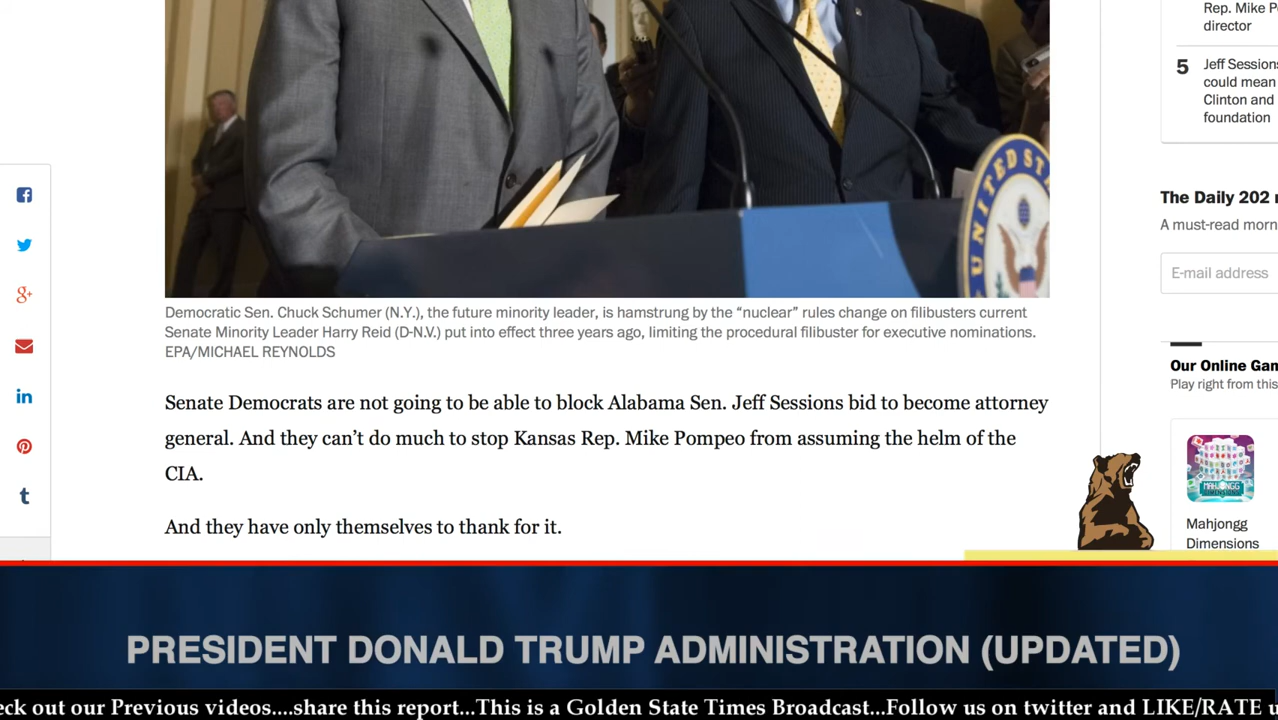 Rep. Mike P
director
5
Jeff Sessions
could mean
Clinton and
foundation
UNITED STA
The Daily 202
A must-read morn
E-mail address
Democratic Sen. Chuck Schumer (N.Y.), the future minority leader, is hamstrung by the “nuclear” rules change on filibusters current
Senate Minority Leader Harry Reid (D-N.V.) put into effect three years ago, limiting the procedural filibuster for executive nominations.
EPA/MICHAEL REYNOLDS
Our Online Gam
Play right from this
Senate Democrats are not going to be able to block Alabama Sen. Jeff Sessions bid to become attorney
general. And they can’t do much to stop Kansas Rep. Mike Pompeo from assuming the helm of the
CIA.
And they have only themselves to thank for it.
MAHJONGG
DIMENSIONS
Mahjongg
Dimensions
PRESIDENT DONALD TRUMP ADMINISTRATION (UPDATED)
eck out our Previous videos....share this report...This is a Golden State Times Broadcast...Follow us on twitter and LIKE/RATE u